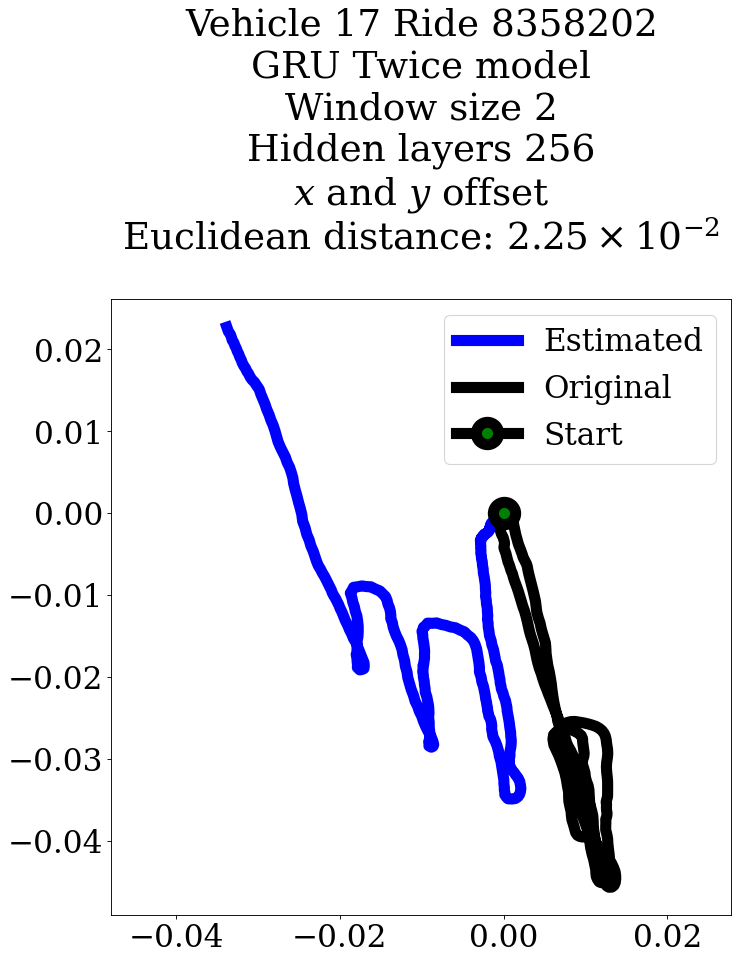 Vehicle 17 Ride 8358202
GRU Twice model
Window size 2
Hidden layers 256
x and y offset
Euclidean distance: 2.25 × 10⁻²
Estimated
Original
Start
0.02
0.01
0.00
−0.01
−0.02
−0.03
−0.04
−0.04 −0.02 0.00 0.02